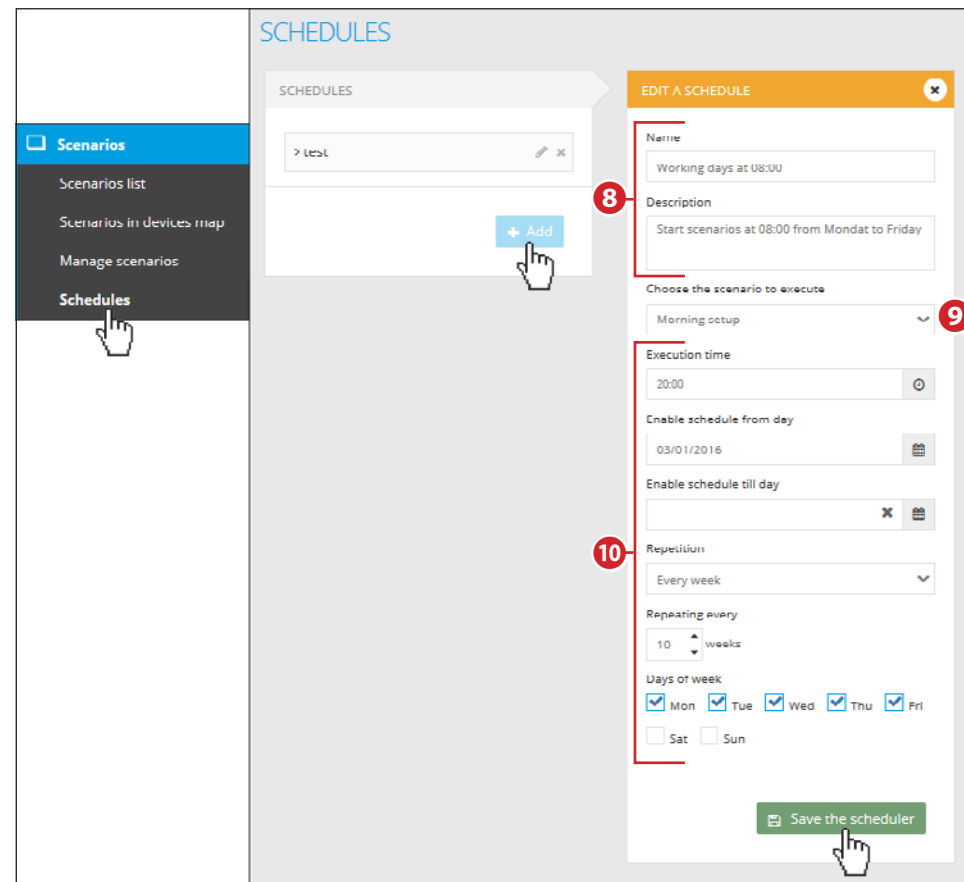 SCHEDULES
Scenarios
Scenarios list
Scenarios in devices map
Manage scenarios
Schedules
SCHEDULES
> test
+ Add
EDIT A SCHEDULE
8
Name
Working days at 08:00
Description
Start scenarios at 08:00 from Mondat to Friday
Choose the scenario to execute
Morning setup
9
10
Execution time
20:00
Enable schedule from day
03/01/2016
Enable schedule till day
Repetition
Every week
Repeating every
10 weeks
Days of week
Mon Tue Wed Thu Fri
Sat Sun
Save the scheduler